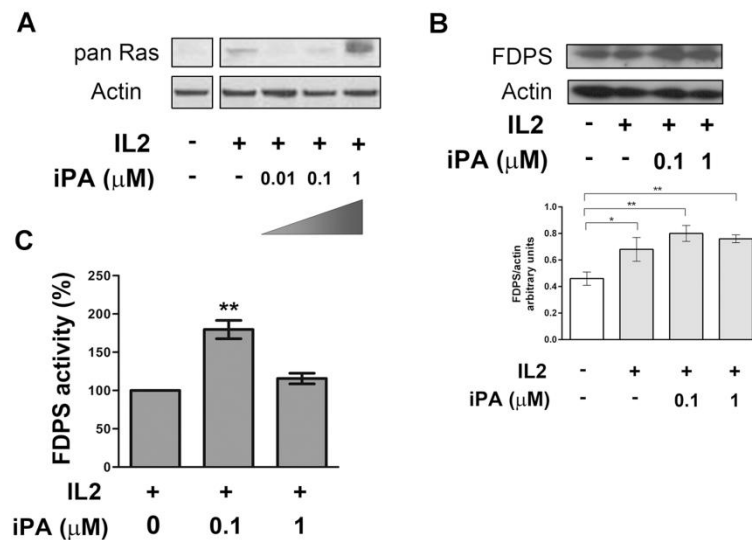 A
pan Ras
Actin
IL2 - + + + +
iPA (μM) - - 0.01 0.1 1
B
FDPS
Actin
IL2 - + + +
iPA (μM) - - 0.1 1
** 
**
*
FDPS/actin
arbitrary units
1.0
0.8
0.6
0.4
0.2
0.0
IL2 - + + +
iPA (μM) - - 0.1 1
C
FDPS activity (%)
250
200
150
100
50
0
**
IL2 + + +
iPA (μM) 0 0.1 1